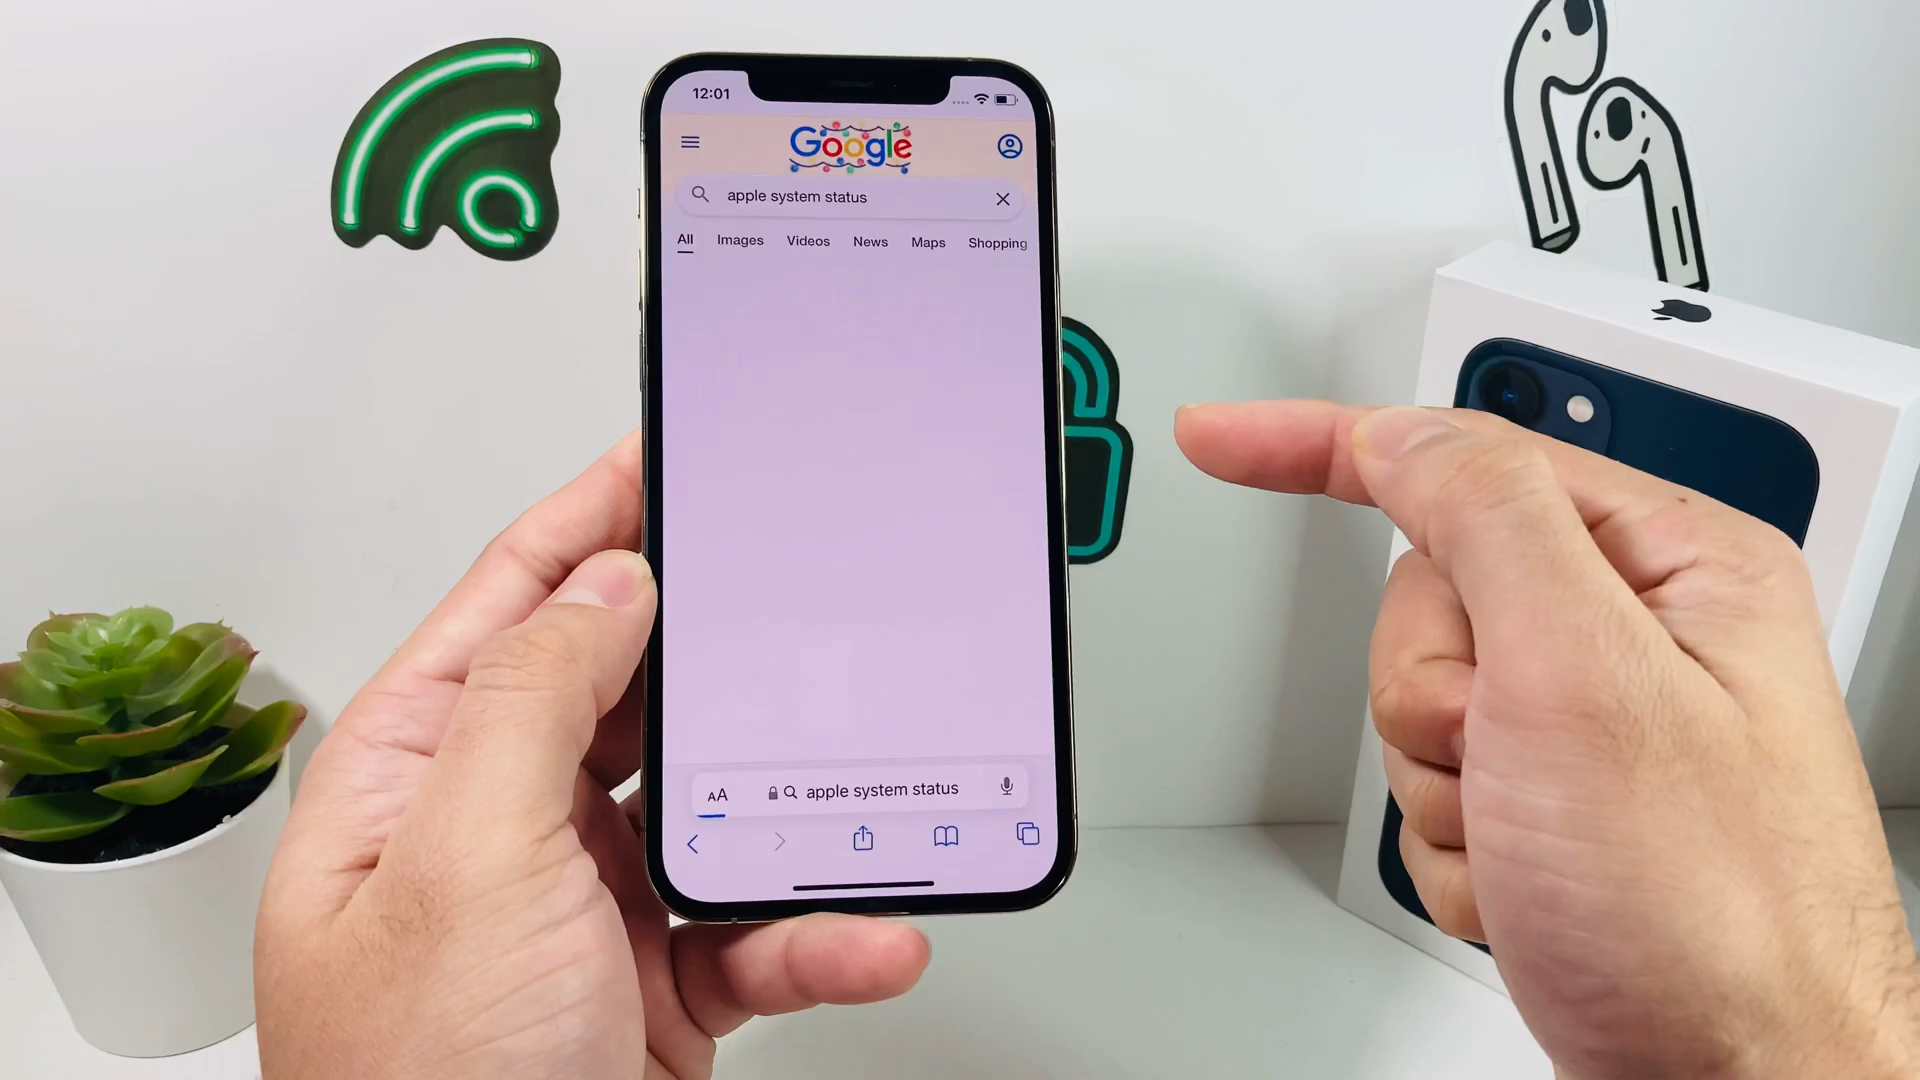 12:01
Google
apple system status
All Images Videos News Maps Shopping
AA apple system status